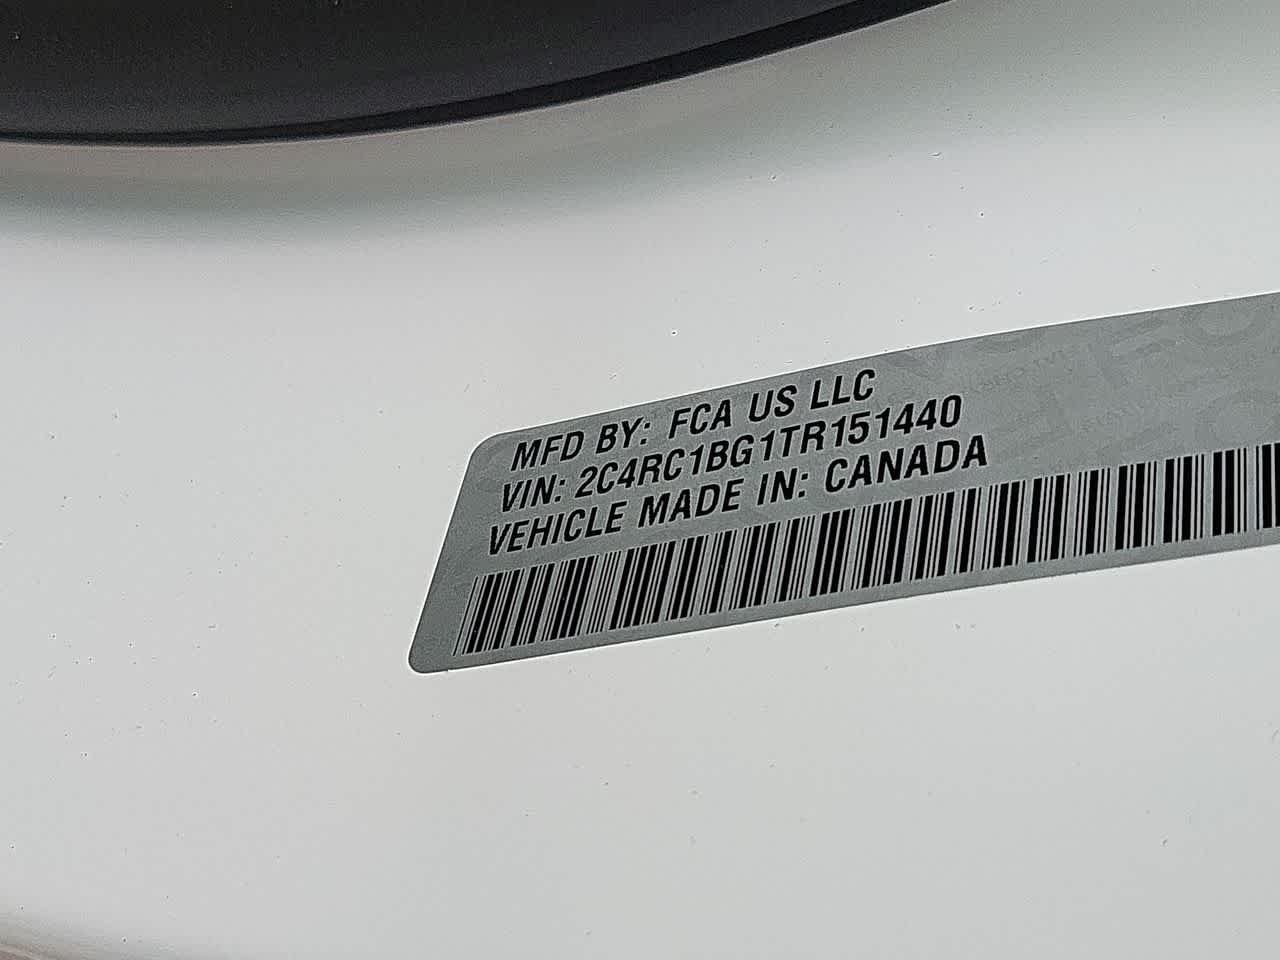 MFD BY: FCA US LLC
VIN: 2C4RC1BG1TR151440
VEHICLE MADE IN: CANADA